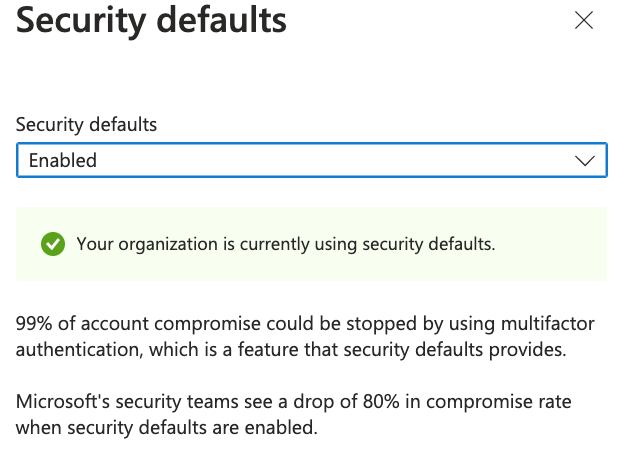 Security defaults
Security defaults
Enabled
Your organization is currently using security defaults.
99% of account compromise could be stopped by using multifactor
authentication, which is a feature that security defaults provides.
Microsoft's security teams see a drop of 80% in compromise rate
when security defaults are enabled.